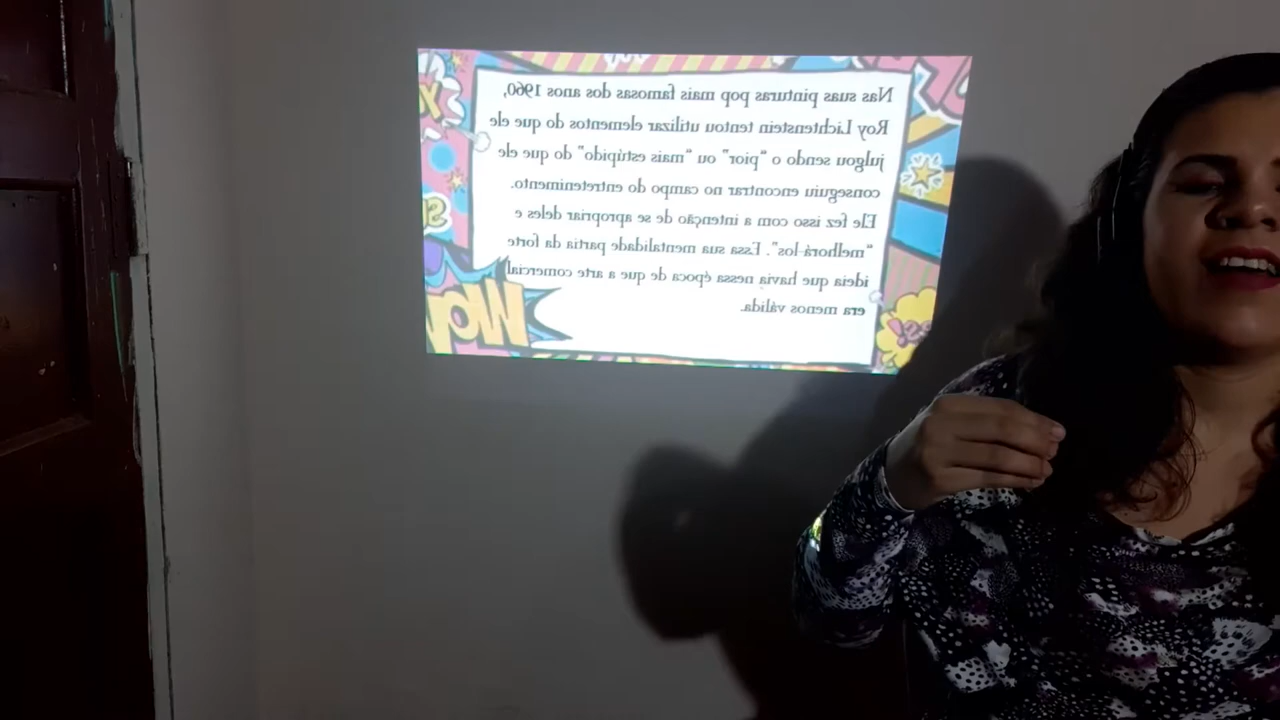 Nas suas pinturas pop mais famosas dos anos 1960,
Roy Lichtenstein tentou utilizar elementos do que ele
julgou sendo o "pior" ou "mais estúpido" do que ele
conseguiu encontrar no campo do entretenimento.
Ele fez isso com a intenção de se apropriar deles e
"melhorá-los". Essa sua mentalidade partia da forte
ideia que havia nessa época de que a arte comercial
era menos válida.
WOW